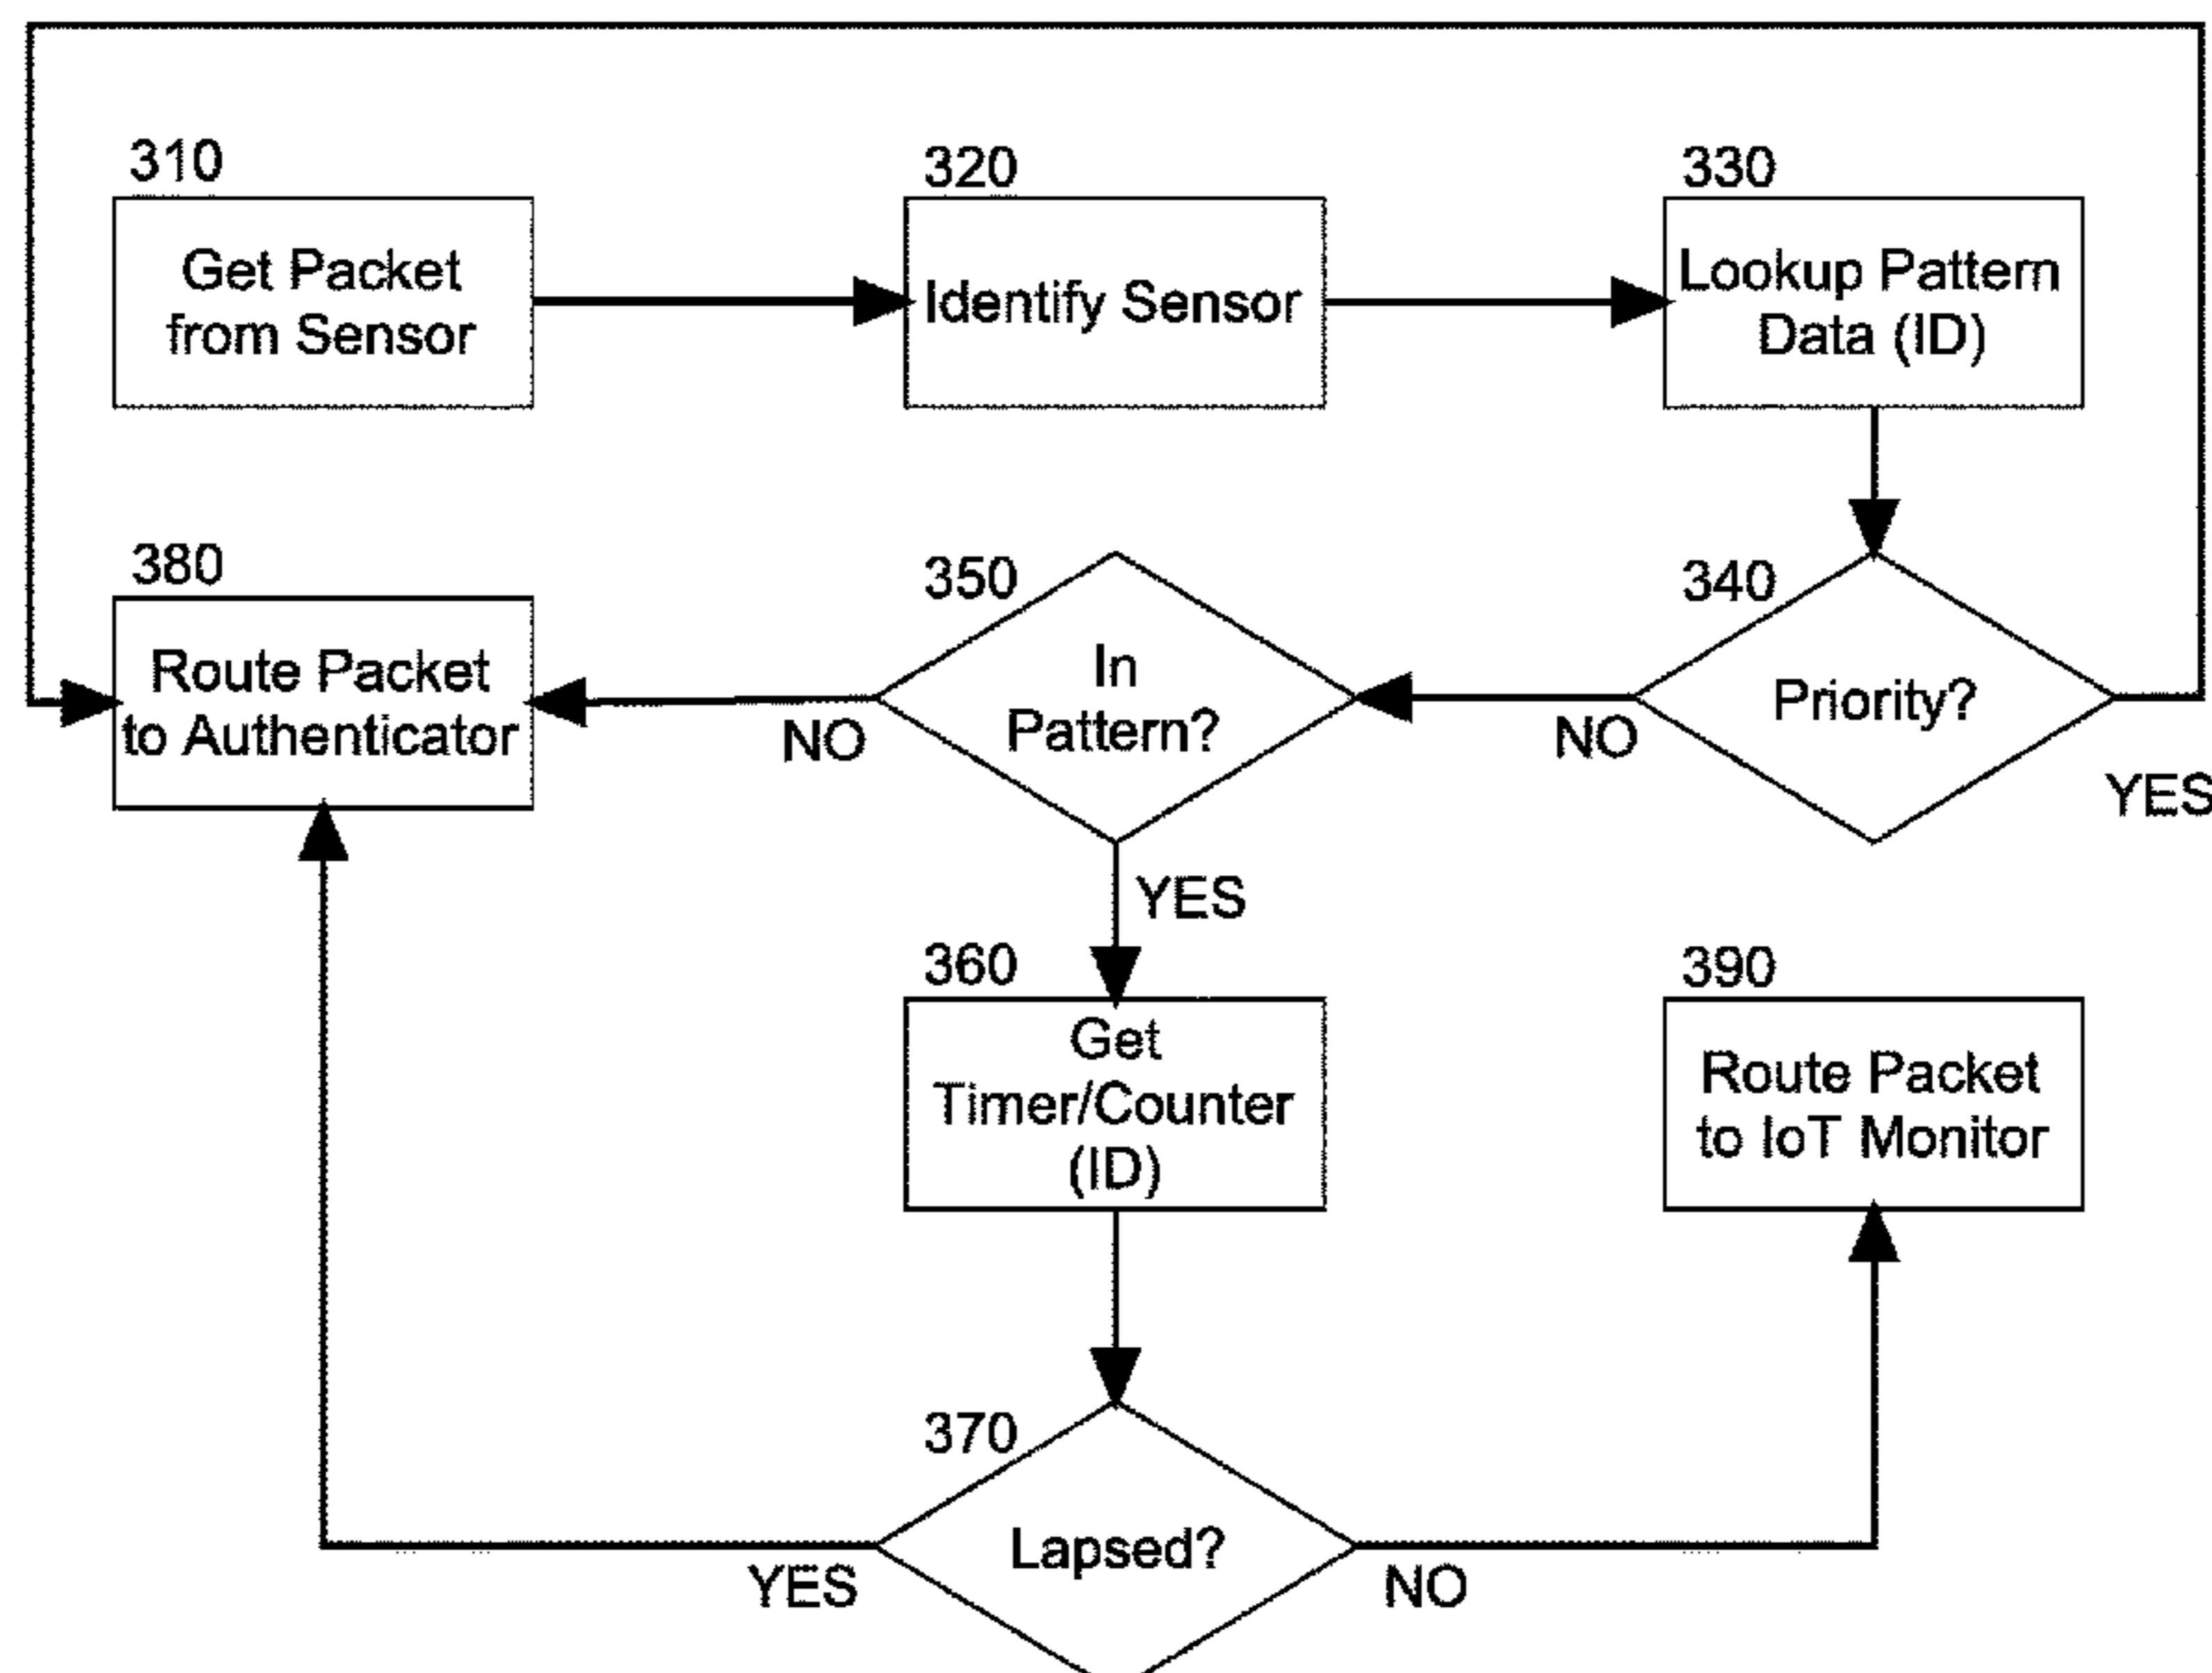 310
Get Packet
from Sensor
320
Identify Sensor
330
Lookup Pattern
Data (ID)
380
Route Packet
to Authenticator
NO
350
In
Pattern?
NO
340
Priority?
YES
YES
360
Get
Timer/Counter
(ID)
390
Route Packet
to IoT Monitor
370
Lapsed?
YES
NO